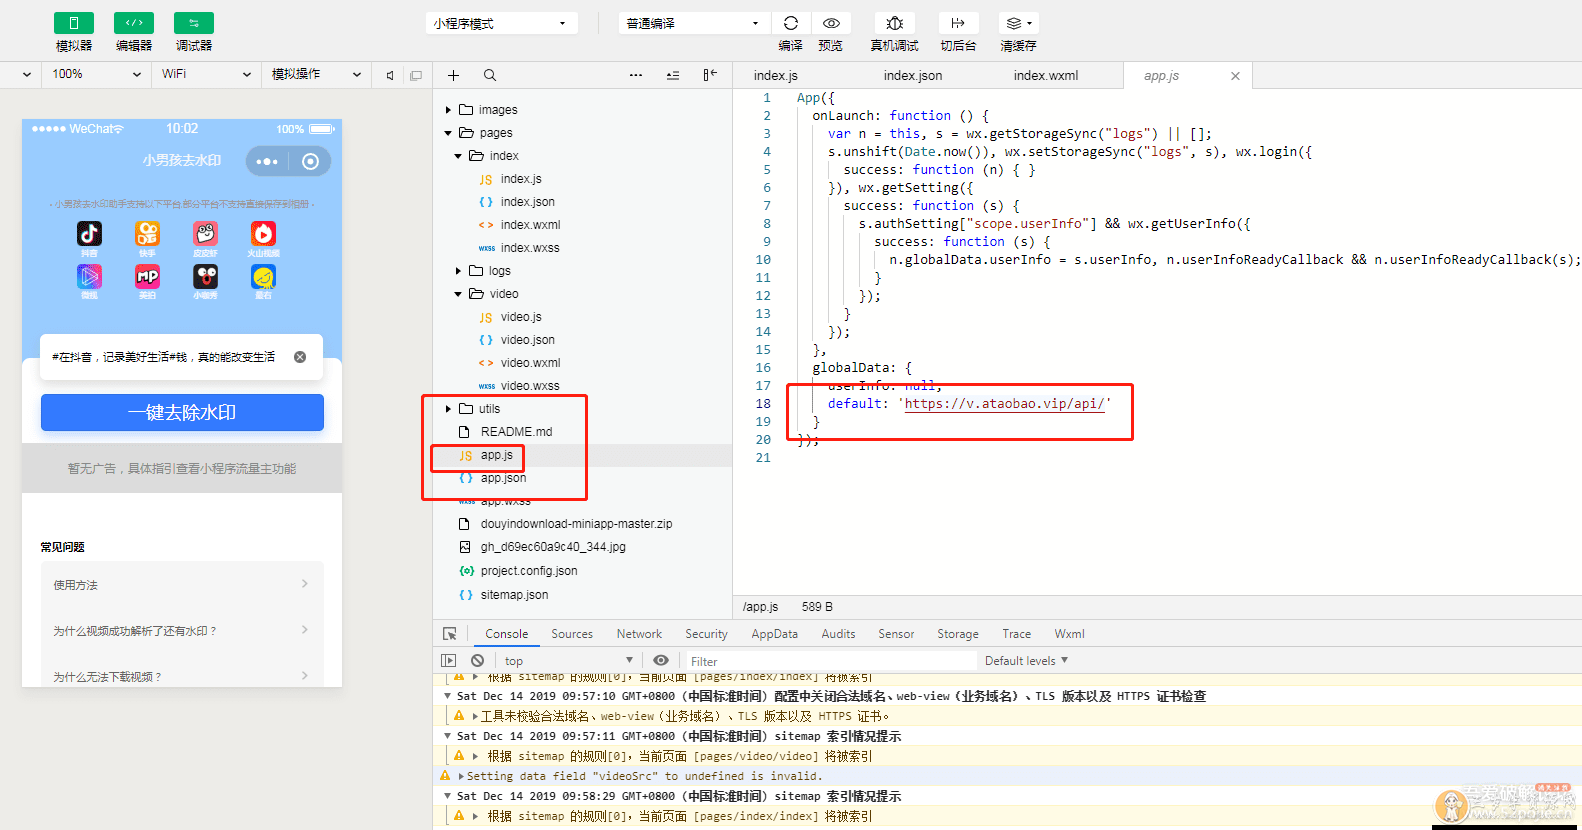 小程序模式
普通编译
模拟器 编辑器 调试器
编译 预览 真机调试 切后台 清缓存
100% WiFi 模拟操作
index.js index.json index.wxml app.js
WeChat 10:02 100%
小男孩去水印
小男孩去水印助手支持以下平台,部分平台不支持直接保存到相册
抖音 快手 皮皮虾 火山视频
MP
微视 美拍 小咖秀 最右
#在抖音，记录美好生活#钱，真的能改变生活
一键去除水印
暂无广告，具体指引查看小程序流量主功能
常见问题
使用方法
为什么视频成功解析了还有水印？
为什么无法下载视频？
images
pages
index
JS index.js
{ } index.json
< > index.wxml
wxss index.wxss
logs
video
JS video.js
{ } video.json
< > video.wxml
wxss video.wxss
utils
README.md
JS app.js
{ } app.json
wxss app.wxss
douyindownload-miniapp-master.zip
gh_d69ec60a9c40_344.jpg
{o} project.config.json
{ } sitemap.json
1 App({
2 onLaunch: function () {
3 var n = this, s = wx.getStorageSync("logs") || [];
4 s.unshift(Date.now()), wx.setStorageSync("logs", s), wx.login({
5 success: function (n) { }
6 }), wx.getSetting({
7 success: function (s) {
8 s.authSetting["scope.userInfo"] && wx.getUserInfo({
9 success: function (s) {
10 n.globalData.userInfo = s.userInfo, n.userInfoReadyCallback && n.userInfoReadyCallback(s);
11 }
12 });
13 }
14 });
15 },
16 globalData: {
17 userInfo: null,
18 default: 'https://v.ataobao.vip/api/'
19 }
20 });
21
/app.js 589 B
Console Sources Network Security AppData Audits Sensor Storage Trace Wxml
top Filter Default levels
根据 sitemap 的规则[0]，当前页面 [pages/index/index] 将被索引
Sat Dec 14 2019 09:57:10 GMT+0800 (中国标准时间) 配置中关闭合法域名、web-view（业务域名）、TLS 版本以及 HTTPS 证书检查
工具未校验合法域名、web-view（业务域名）、TLS 版本以及 HTTPS 证书。
Sat Dec 14 2019 09:57:11 GMT+0800 (中国标准时间) sitemap 索引情况提示
根据 sitemap 的规则[0]，当前页面 [pages/video/video] 将被索引
Setting data field "videoSrc" to undefined is invalid.
Sat Dec 14 2019 09:58:29 GMT+0800 (中国标准时间) sitemap 索引情况提示
根据 sitemap 的规则[0]，当前页面 [pages/index/index] 将被索引